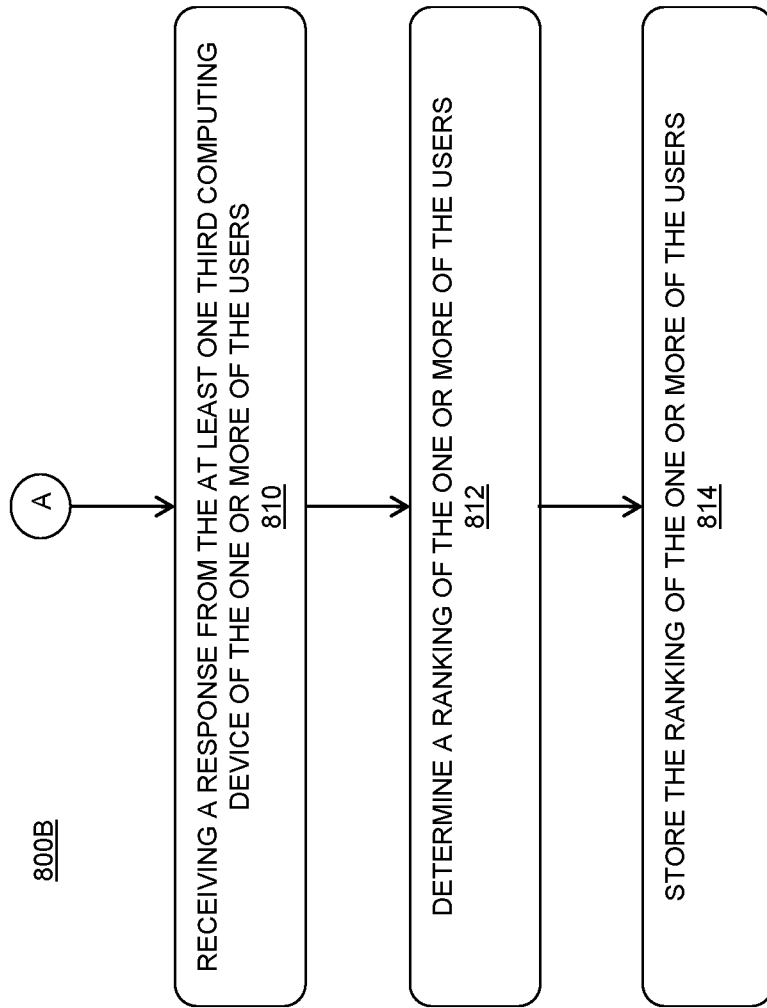 800B
A
RECEIVING A RESPONSE FROM THE AT LEAST ONE THIRD COMPUTING
DEVICE OF THE ONE OR MORE OF THE USERS
810
DETERMINE A RANKING OF THE ONE OR MORE OF THE USERS
812
STORE THE RANKING OF THE ONE OR MORE OF THE USERS
814